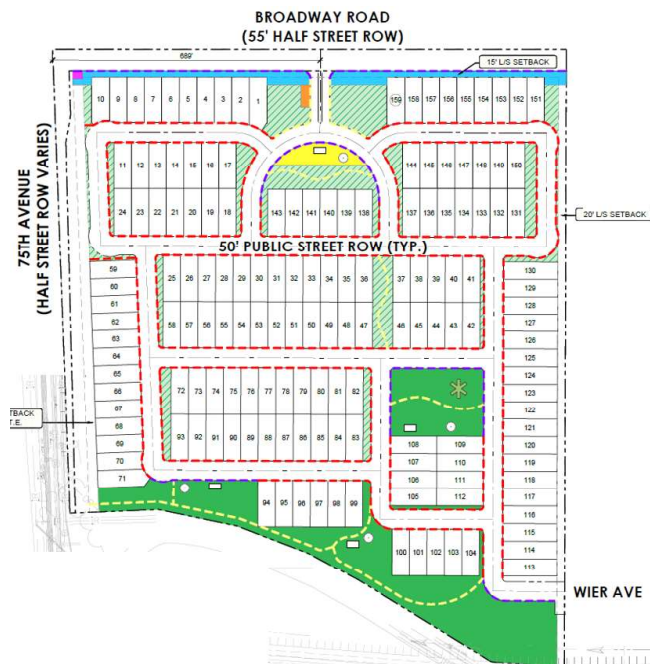 BROADWAY ROAD
(55' HALF STREET ROW)
689'
15' L/S SETBACK
10 9 8 7 6 5 4 3 2 1
159 158 157 156 155 154 153 152 151
75TH AVENUE
(HALF STREET ROW VARIES)
11 12 13 14 15 16 17
144 145 146 147 148 149 150
24 23 22 21 20 19 18
143 142 141 140 139 138
137 136 135 134 133 132 131
20' L/S SETBACK
50' PUBLIC STREET ROW (TYP.)
59
60
61
62
63
64
65
66
67
68
69
70
71
25 26 27 28 29 30 31 32 33 34 35 36
37 38 39 40 41
58 57 56 55 54 53 52 51 50 49 48 47
46 45 44 43 42
130
129
128
127
126
125
124
123
122
121
120
119
118
117
116
115
114
113
72 73 74 75 76 77 78 79 80 81 82
93 92 91 90 89 88 87 86 85 84 83
TBACK
T.E.
108 109
107 110
106 111
105 112
94 95 96 97 98 99
100 101 102 103 104
WIER AVE